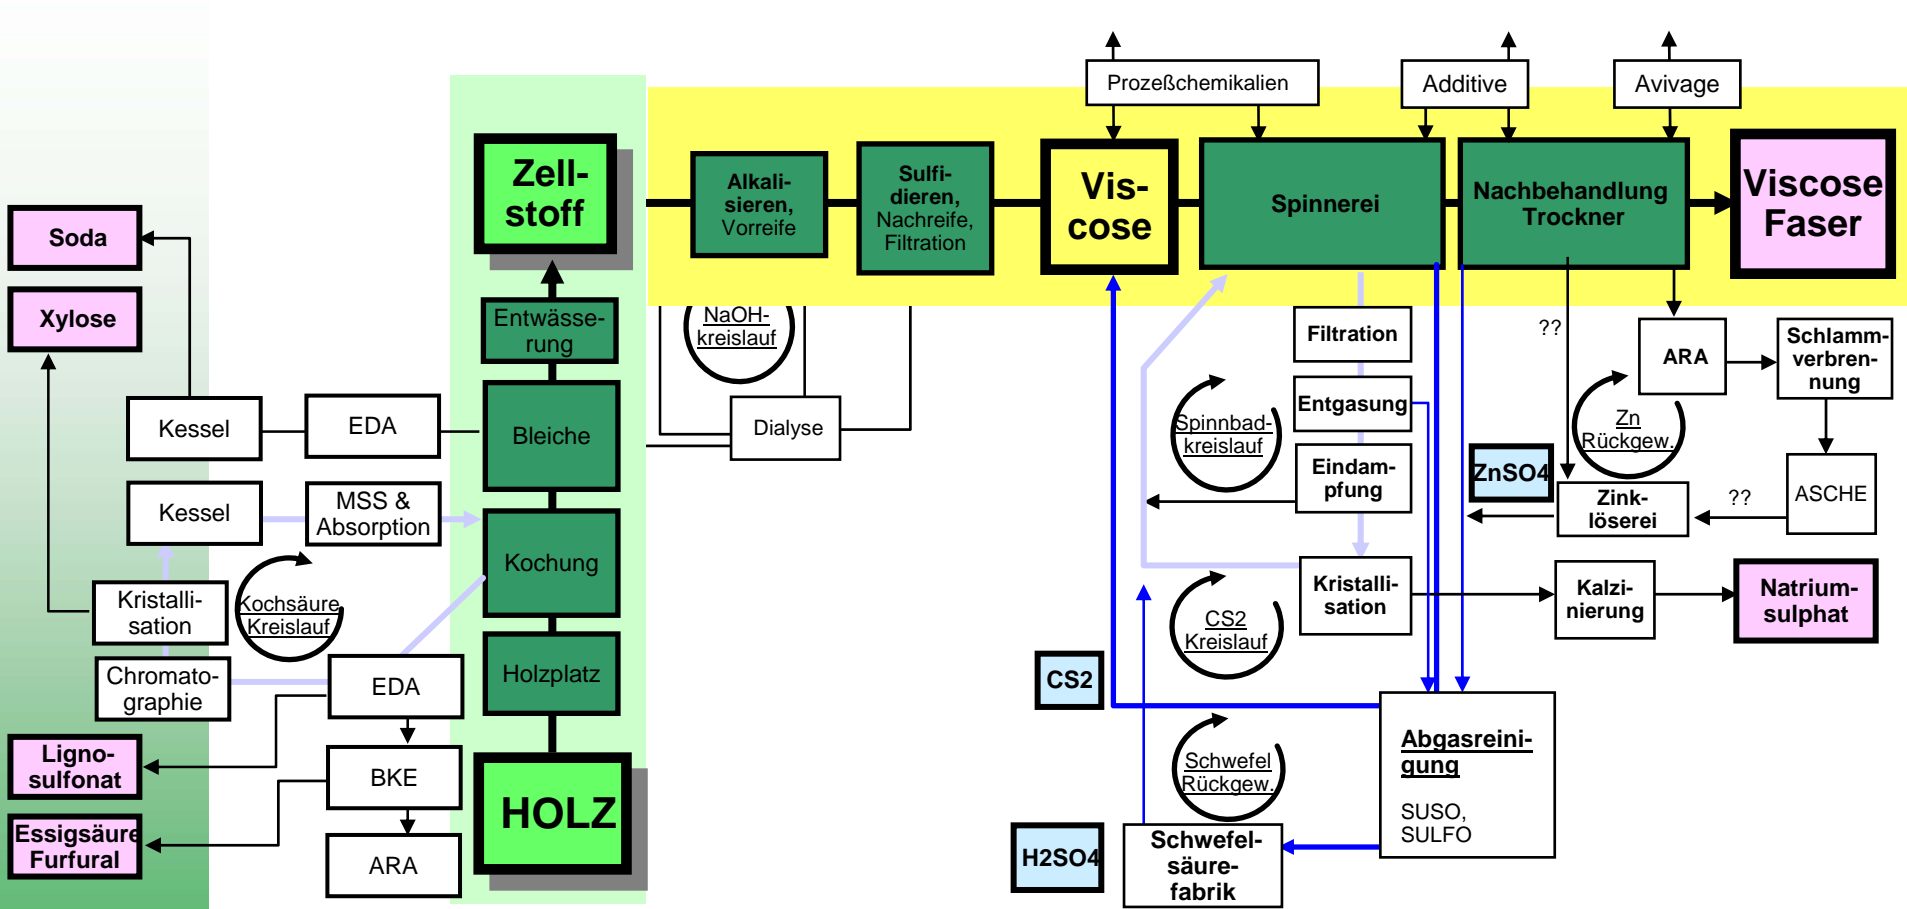 Prozeßchemikalien
Additive
Avivage
Zell-
stoff
Alkali-
sieren,
Vorreife
Sulfi-
dieren,
Nachreife,
Filtration
Vis-
cose
Spinnerei
Nachbehandlung
Trockner
Viscose
Faser
Soda
Xylose
Entwässe-
rung
NaOH-
kreislauf
Filtration
??
ARA
Schlamm-
verbren-
nung
Kessel
EDA
Bleiche
Dialyse
Spinnbad-
kreislauf
Entgasung
Zn
Rückgew.
Eindamp-
fung
ZnSO4
Zink-
löserei
??
ASCHE
Kessel
MSS &
Absorption
Kochung
Kristalli-
sation
Kochsäure
Kreislauf
CS2
Kreislauf
Kristalli-
sation
Kalzi-
nierung
Natrium-
sulphat
Chromato-
graphie
EDA
Holzplatz
CS2
Ligno-
sulfonat
BKE
HOLZ
Schwefel
Rückgew.
Abgasreini-
gung
SUSO,
SULFO
Essigsäure
Furfural
ARA
H2SO4
Schwefel-
säure-
fabrik